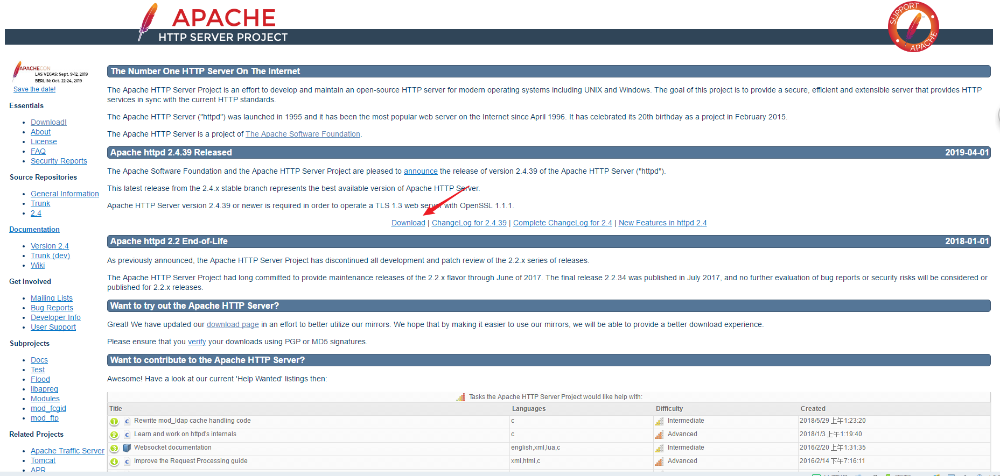 APACHE
HTTP SERVER PROJECT
SUPPORT
APACHE
APACHECON
LAS VEGAS: Sept. 9-12, 2019
BERLIN: Oct. 22-24, 2019
Save the date!
Essentials
Download!
About
License
FAQ
Security Reports
Source Repositories
General Information
Trunk
2.4
Documentation
Version 2.4
Trunk (dev)
Wiki
Get Involved
Mailing Lists
Bug Reports
Developer Info
User Support
Subprojects
Docs
Test
Flood
libapreq
Modules
mod_fcgid
mod_ftp
Related Projects
Apache Traffic Server
Tomcat
APR
The Number One HTTP Server On The Internet
The Apache HTTP Server Project is an effort to develop and maintain an open-source HTTP server for modern operating systems including UNIX and Windows. The goal of this project is to provide a secure, efficient and extensible server that provides HTTP
services in sync with the current HTTP standards.
The Apache HTTP Server ("httpd") was launched in 1995 and it has been the most popular web server on the Internet since April 1996. It has celebrated its 20th birthday as a project in February 2015.
The Apache HTTP Server is a project of The Apache Software Foundation.
Apache httpd 2.4.39 Released 2019-04-01
The Apache Software Foundation and the Apache HTTP Server Project are pleased to announce the release of version 2.4.39 of the Apache HTTP Server ("httpd").
This latest release from the 2.4.x stable branch represents the best available version of Apache HTTP Server.
Apache HTTP Server version 2.4.39 or newer is required in order to operate a TLS 1.3 web server with OpenSSL 1.1.1.
Download | ChangeLog for 2.4.39 | Complete ChangeLog for 2.4 | New Features in httpd 2.4
Apache httpd 2.2 End-of-Life 2018-01-01
As previously announced, the Apache HTTP Server Project has discontinued all development and patch review of the 2.2.x series of releases.
The Apache HTTP Server Project had long committed to provide maintenance releases of the 2.2.x flavor through June of 2017. The final release 2.2.34 was published in July 2017, and no further evaluation of bug reports or security risks will be considered or
published for 2.2.x releases.
Want to try out the Apache HTTP Server?
Great! We have updated our download page in an effort to better utilize our mirrors. We hope that by making it easier to use our mirrors, we will be able to provide a better download experience.
Please ensure that you verify your downloads using PGP or MD5 signatures.
Want to contribute to the Apache HTTP Server?
Awesome! Have a look at our current 'Help Wanted' listings then:
Tasks the Apache HTTP Server Project would like help with:
Title Languages Difficulty Created
1 c Rewrite mod_ldap cache handling code c Intermediate 2018/5/29 上午1:23:20
2 c Learn and work on httpd's internals c Advanced 2018/1/3 上午1:19:40
3 Websocket documentation english,xml,lua,c Intermediate 2016/2/20 上午1:31:35
4 c Improve the Request Processing guide xml,html,c Advanced 2016/2/14 下午7:16:11